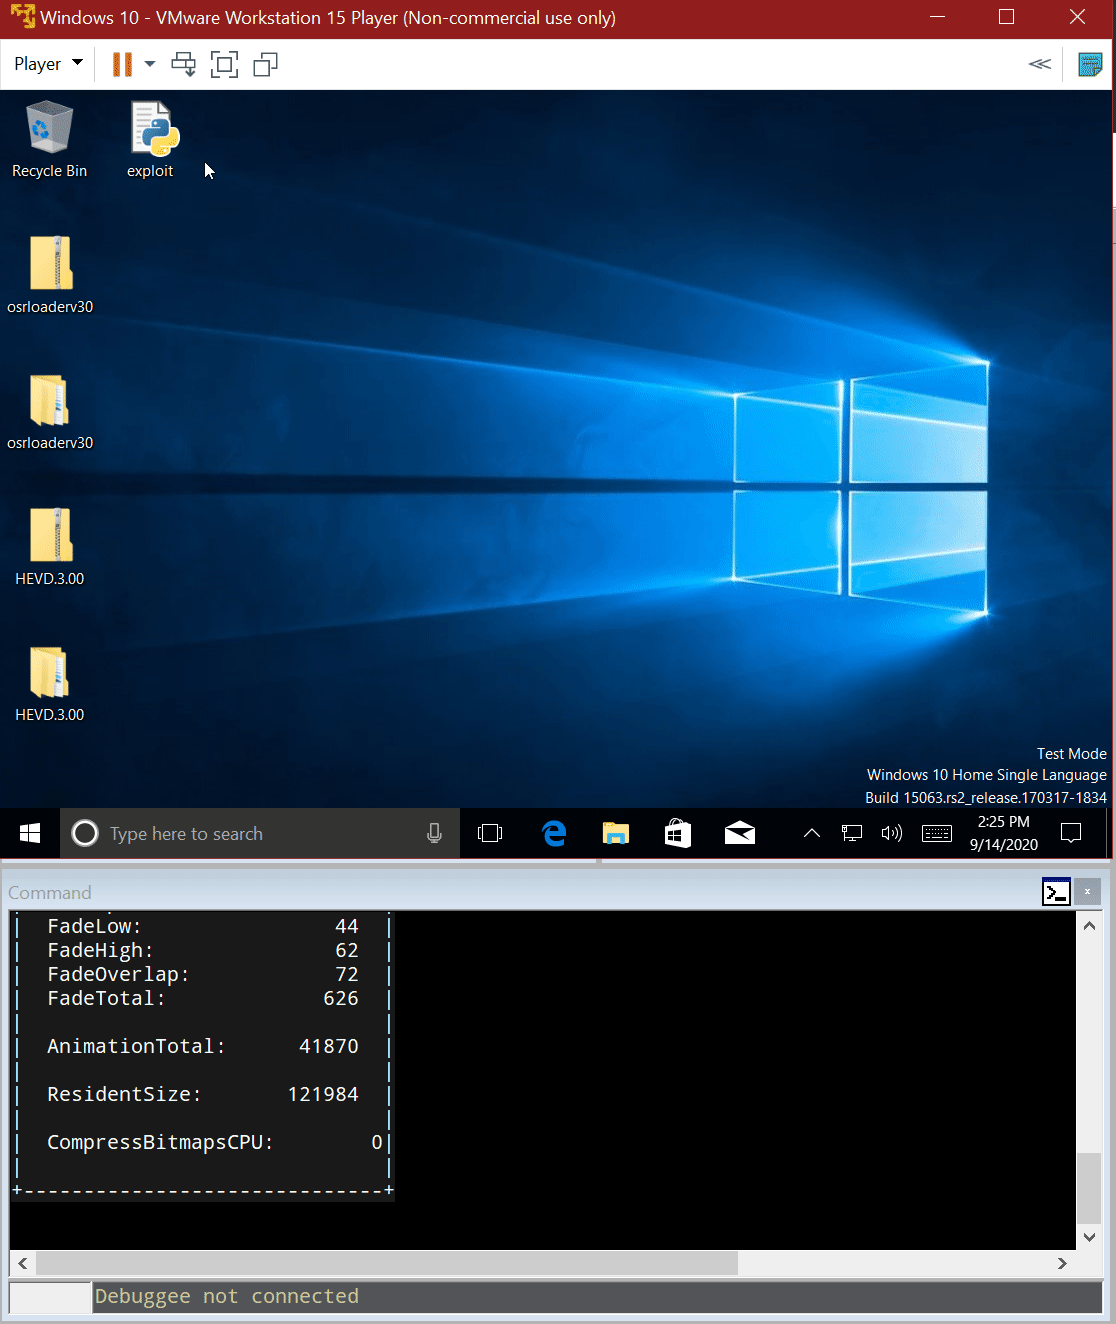 Windows 10 - VMware Workstation 15 Player (Non-commercial use only)
Player
Recycle Bin
exploit
osrloaderv30
osrloaderv30
HEVD.3.00
HEVD.3.00
Test Mode
Windows 10 Home Single Language
Build 15063.rs2_release.170317-1834
Type here to search
2:25 PM
9/14/2020
Command
| FadeLow: 44 |
| FadeHigh: 62 |
| FadeOverlap: 72 |
| FadeTotal: 626 |
| |
| AnimationTotal: 41870 |
| |
| ResidentSize: 121984 |
| |
| CompressBitmapsCPU: 0|
| |
+------------------------------+
Debuggee not connected